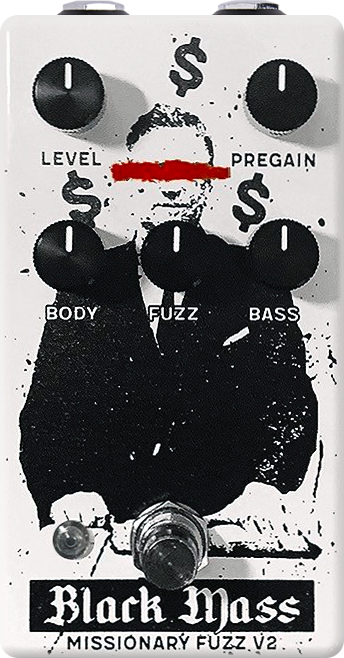 $
LEVEL PREGAIN
$ $
BODY FUZZ BASS
Black Mass
MISSIONARY FUZZ V2